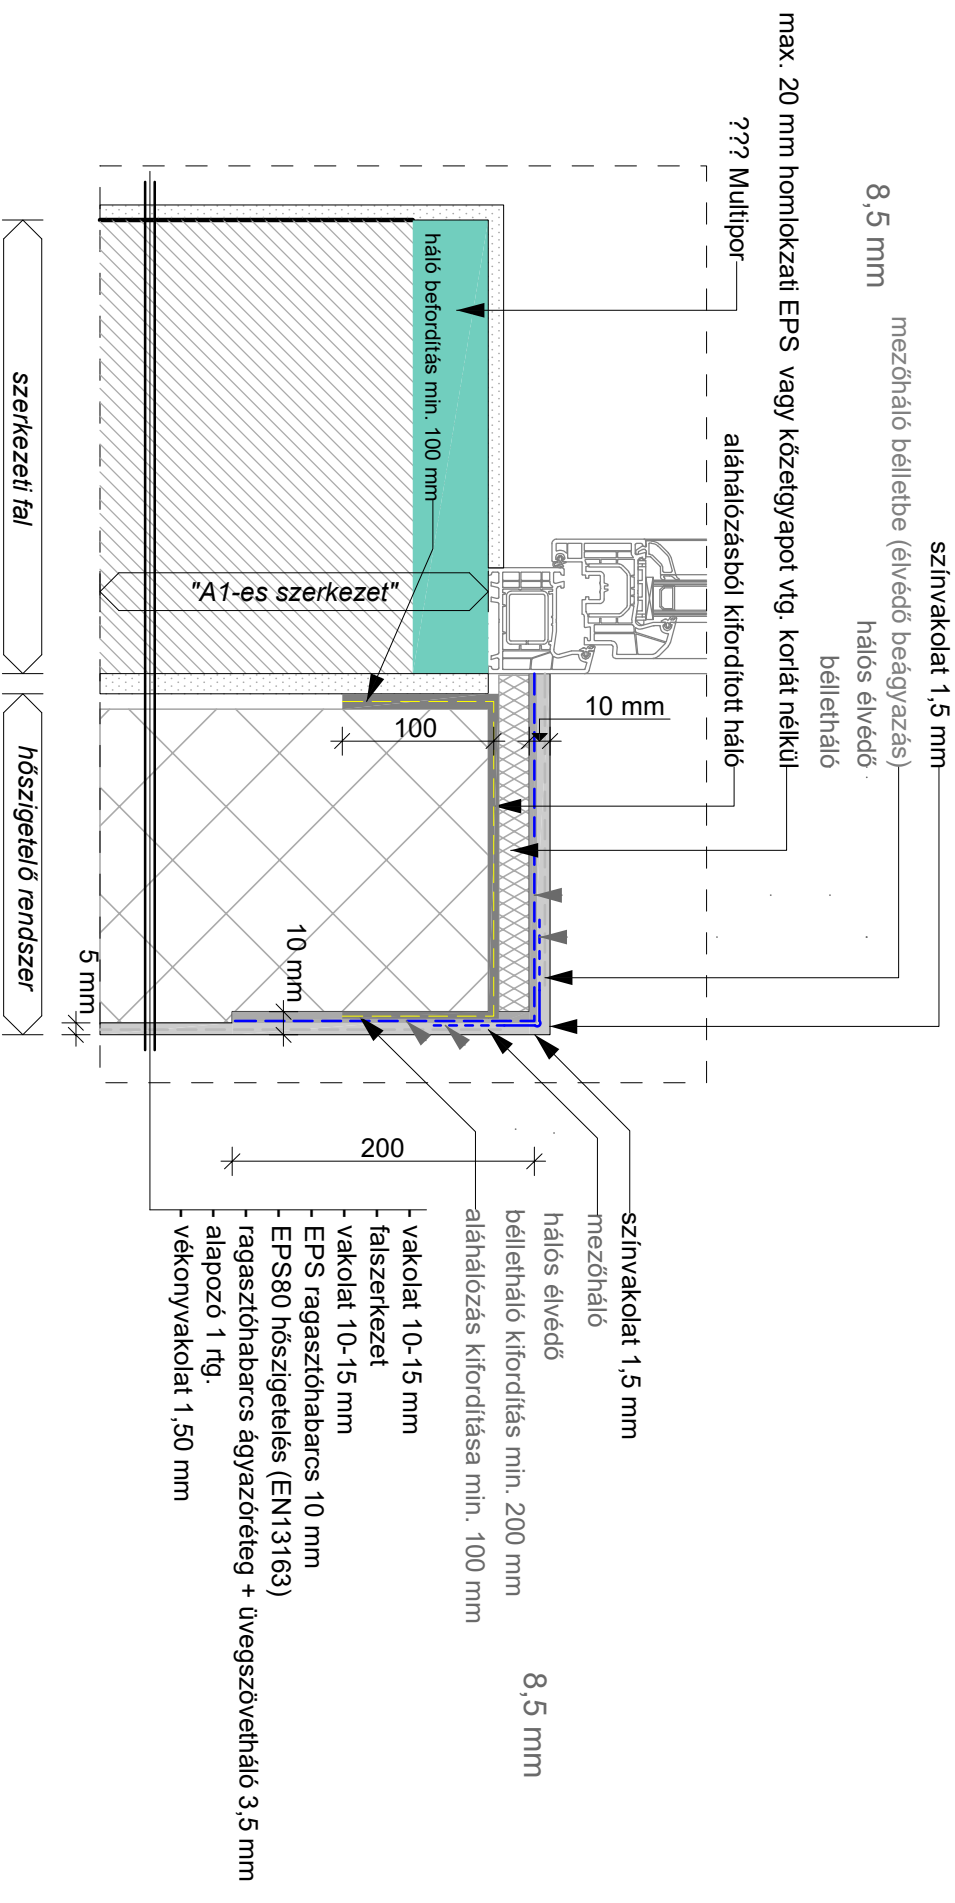 színvakolat 1,5 mm
mezőháló béllletbe (élvédő beágyazás)
8,5 mm
hálós élvédő
bélletháló
max. 20 mm homlokzati EPS vagy kőzetgyapot vtg. korlát nélkül
??? Multipor
aláhálózásból kifordított háló
háló befordítás min. 100 mm
"A1-es szerkezet"
10 mm
100
10 mm
5 mm
szerkezeti fal
hőszigetelő rendszer
200
színvakolat 1,5 mm
mezőháló
hálós élvédő
bélletháló kifordítás min. 200 mm
aláhálózás kifordítása min. 100 mm
8,5 mm
- vakolat 10-15 mm
- falszerkezet
- vakolat 10-15 mm
- EPS ragasztóhabarcs 10 mm
- EPS80 hőszigetelés (EN13163)
- ragasztóhabarcs ágyazóréteg + üvegszövetháló 3,5 mm
- alapozó 1 rtg.
- vékonyvakolat 1,50 mm